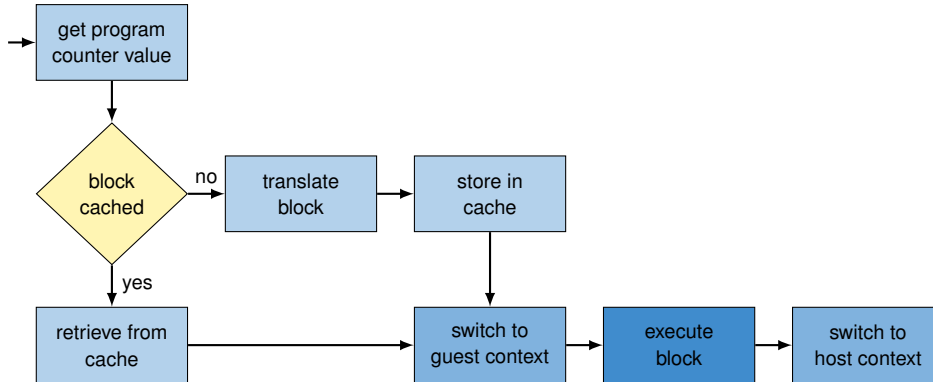 get program
counter value
block
cached
no
translate
block
store in
cache
yes
retrieve from
cache
switch to
guest context
execute
block
switch to
host context